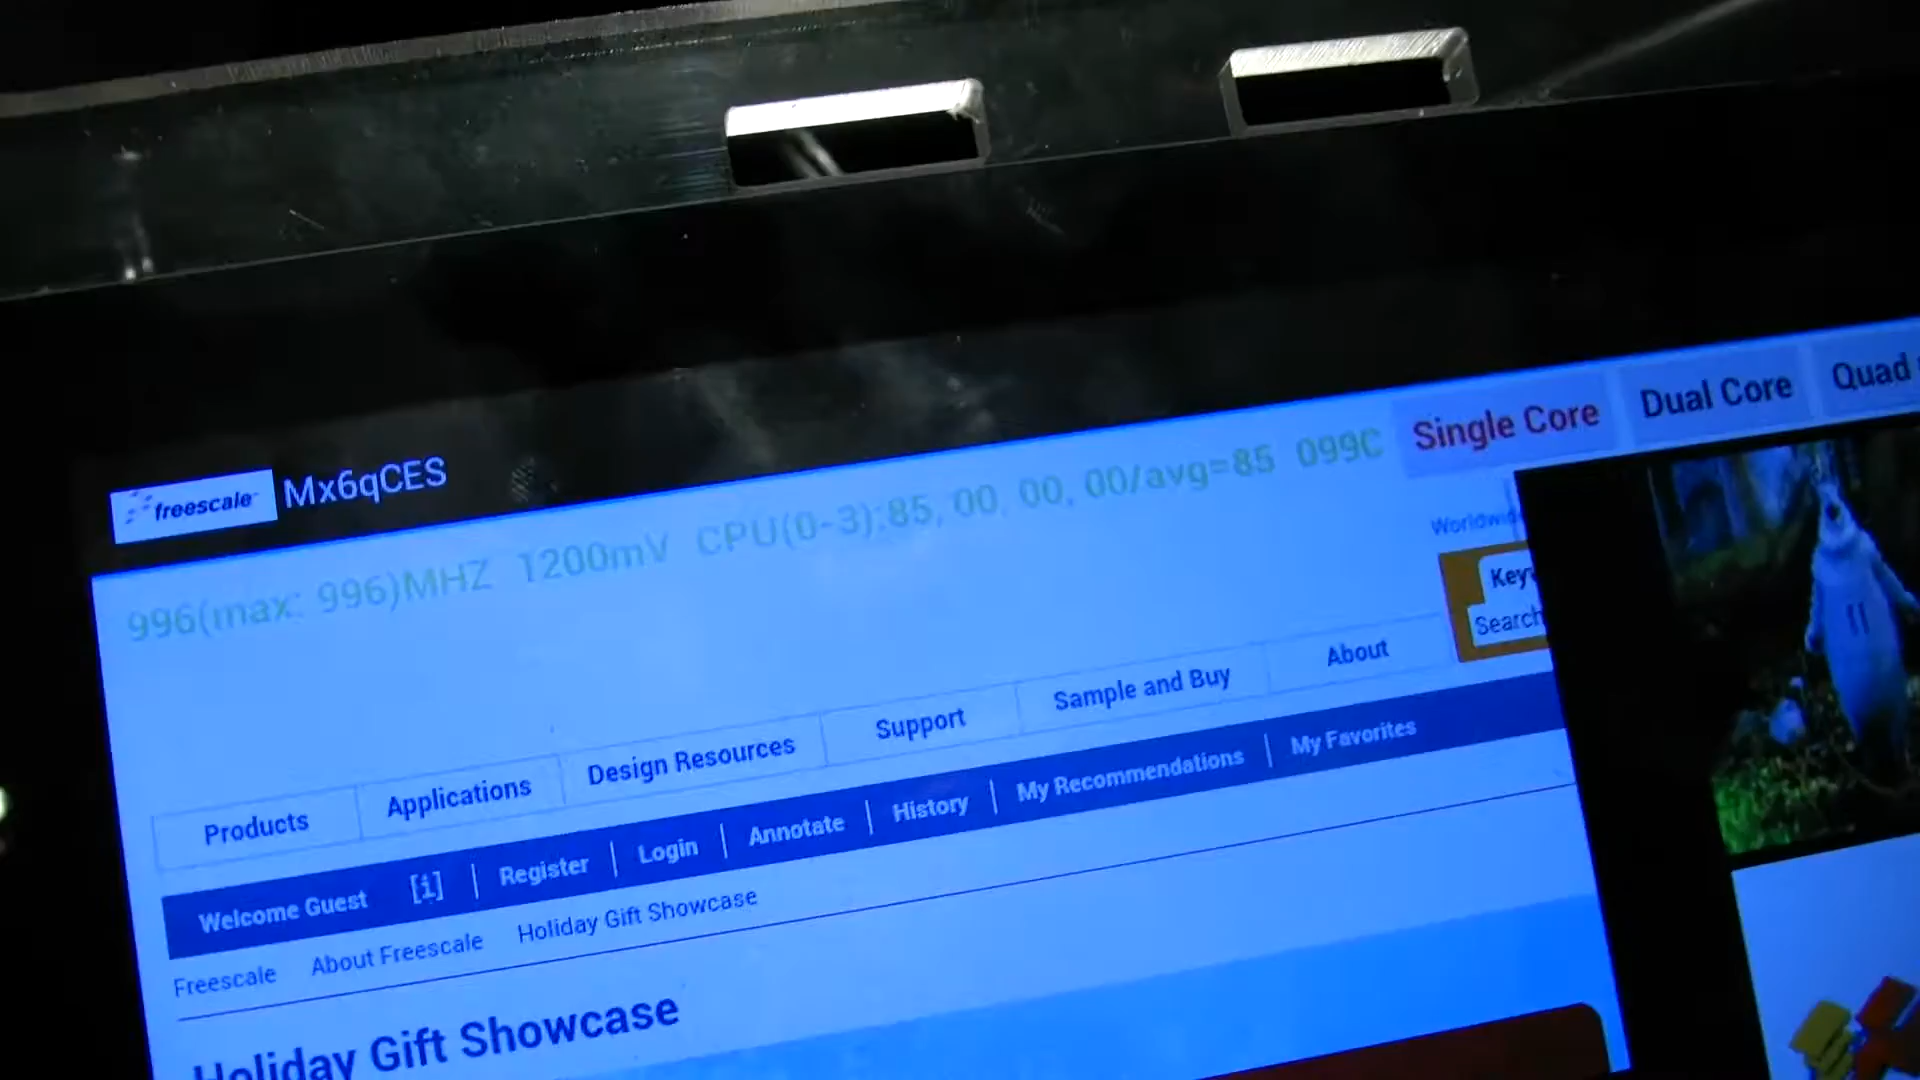 freescale Mx6qCES
996(max: 996)MHZ 1200mV CPU(0-3):85, 00, 00, 00/avg=85 099C
Single Core Dual Core Quad
Search
Products Applications Design Resources Support Sample and Buy About
Welcome Guest [i] | Register | Login | Annotate | History | My Recommendations | My Favorites
Freescale About Freescale Holiday Gift Showcase
Holiday Gift Showcase